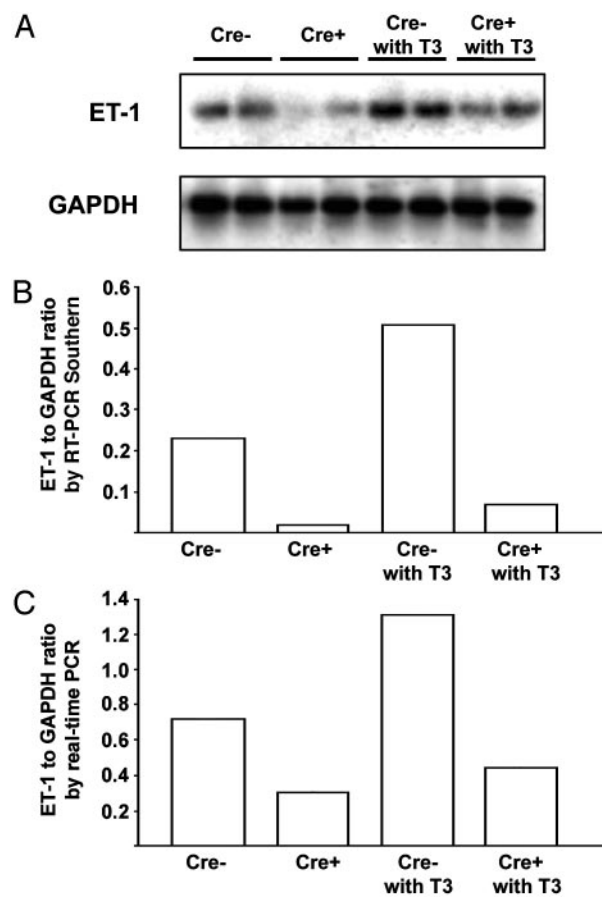 A
Cre-
Cre+
Cre-
with T3
Cre+
with T3
ET-1
GAPDH
B
ET-1 to GAPDH ratio
by RT-PCR Southern
0.6
0.5
0.4
0.3
0.2
0.1
Cre-
Cre+
Cre-
with T3
Cre+
with T3
C
ET-1 to GAPDH ratio
by real-time PCR
1.4
1.2
1.0
0.8
0.6
0.4
0.2
Cre-
Cre+
Cre-
with T3
Cre+
with T3